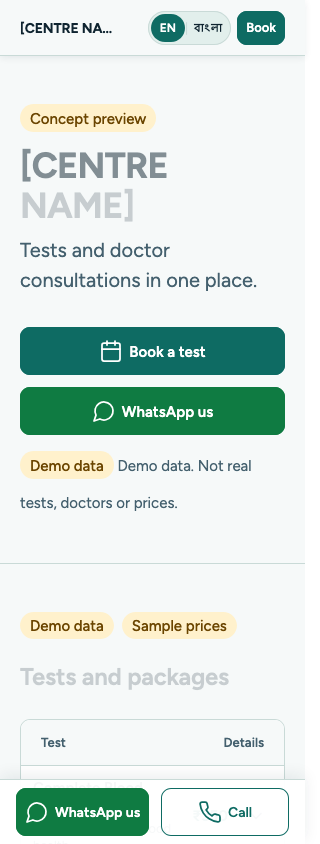 [CENTRE NA...
EN
বাংলা
Book
Concept preview
[CENTRE
NAME]
Tests and doctor
consultations in one place.
Book a test
WhatsApp us
Demo data Demo data. Not real
tests, doctors or prices.
Demo data Sample prices
Tests and packages
Test Details
WhatsApp us
Call